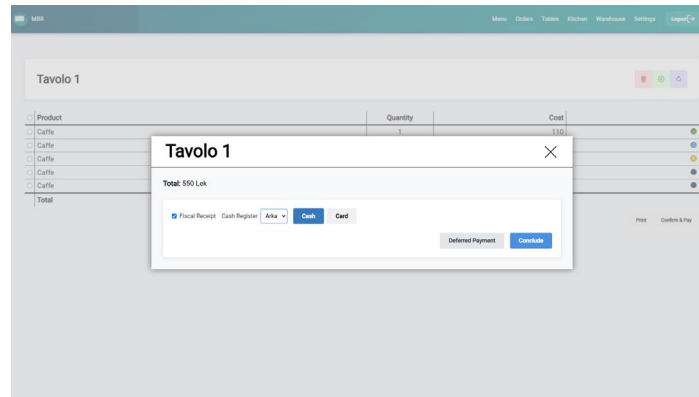 MBR Menu Orders Tables Kitchen Warehouse Settings Logout
Tavolo 1
Product Quantity Cost
Caffe 1 110
Caffe
Caffe
Caffe
Caffe
Total
Tavolo 1
Total: 550 Lek
Fiscal Receipt Cash Register Arka Cash Card
Deferred Payment Conclude
Print Confirm & Pay